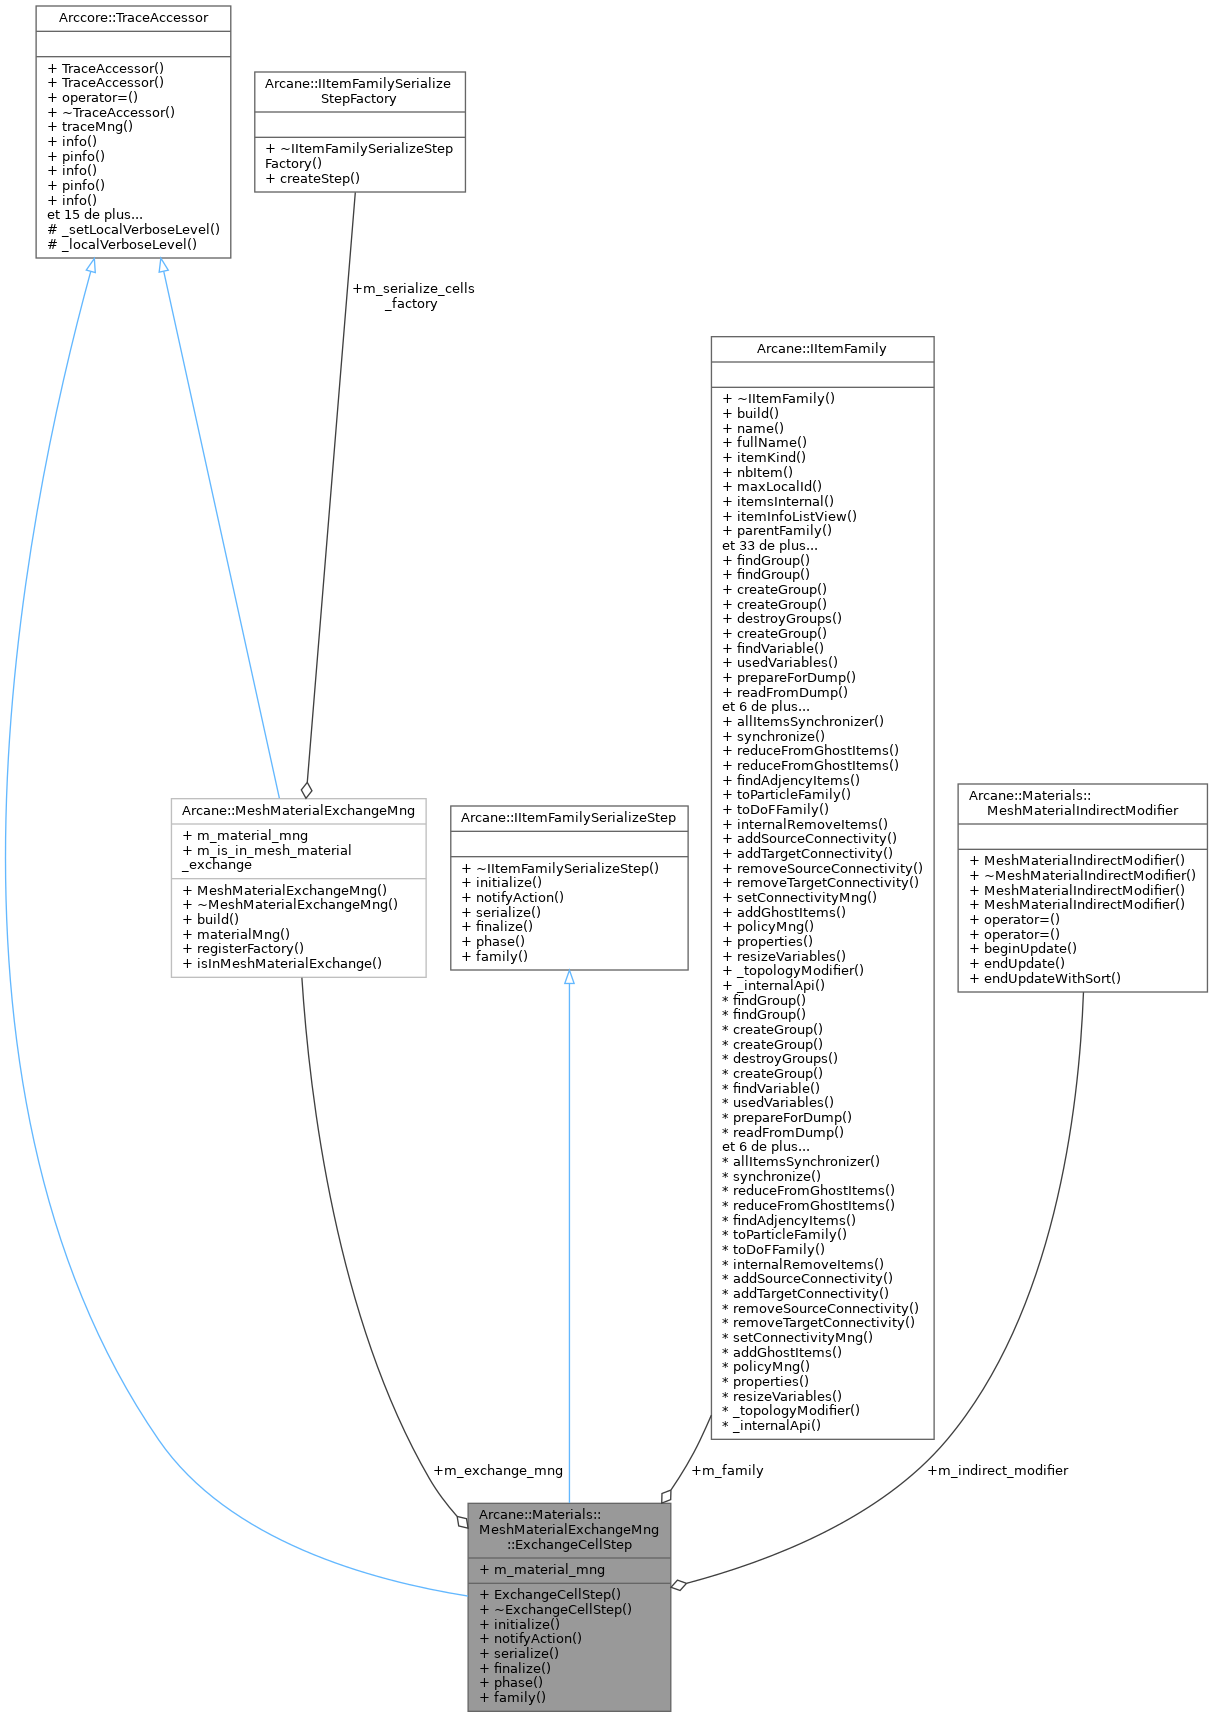 Arccore::TraceAccessor
+ TraceAccessor()
+ TraceAccessor()
+ operator=()
+ ~TraceAccessor()
+ traceMng()
+ info()
+ pinfo()
+ info()
+ pinfo()
+ info()
et 15 de plus...
# _setLocalVerboseLevel()
# _localVerboseLevel()
Arcane::IItemFamilySerialize
StepFactory
+ ~IItemFamilySerializeStep
Factory()
+ createStep()
+m_serialize_cells
_factory
Arcane::IItemFamily
+ ~IItemFamily()
+ build()
+ name()
+ fullName()
+ itemKind()
+ nbItem()
+ maxLocalId()
+ itemsInternal()
+ itemInfoListView()
+ parentFamily()
et 33 de plus...
+ findGroup()
+ findGroup()
+ createGroup()
+ createGroup()
+ destroyGroups()
+ createGroup()
+ findVariable()
+ usedVariables()
+ prepareForDump()
+ readFromDump()
et 6 de plus...
+ allItemsSynchronizer()
+ synchronize()
+ reduceFromGhostItems()
+ reduceFromGhostItems()
+ findAdjencyItems()
+ toParticleFamily()
+ toDoFFamily()
+ internalRemoveItems()
+ addSourceConnectivity()
+ addTargetConnectivity()
+ removeSourceConnectivity()
+ removeTargetConnectivity()
+ setConnectivityMng()
+ addGhostItems()
+ policyMng()
+ properties()
+ resizeVariables()
+ _topologyModifier()
+ _internalApi()
* findGroup()
* findGroup()
* createGroup()
* createGroup()
* destroyGroups()
* createGroup()
* findVariable()
* usedVariables()
* prepareForDump()
* readFromDump()
et 6 de plus...
* allItemsSynchronizer()
* synchronize()
* reduceFromGhostItems()
* reduceFromGhostItems()
* findAdjencyItems()
* toParticleFamily()
* toDoFFamily()
* internalRemoveItems()
* addSourceConnectivity()
* addTargetConnectivity()
* removeSourceConnectivity()
* removeTargetConnectivity()
* setConnectivityMng()
* addGhostItems()
* policyMng()
* properties()
* resizeVariables()
* _topologyModifier()
* _internalApi()
Arcane::MeshMaterialExchangeMng
+ m_material_mng
+ m_is_in_mesh_material
_exchange
+ MeshMaterialExchangeMng()
+ ~MeshMaterialExchangeMng()
+ build()
+ materialMng()
+ registerFactory()
+ isInMeshMaterialExchange()
Arcane::IItemFamilySerializeStep
+ ~IItemFamilySerializeStep()
+ initialize()
+ notifyAction()
+ serialize()
+ finalize()
+ phase()
+ family()
Arcane::Materials::
MeshMaterialIndirectModifier
+ MeshMaterialIndirectModifier()
+ ~MeshMaterialIndirectModifier()
+ MeshMaterialIndirectModifier()
+ MeshMaterialIndirectModifier()
+ operator=()
+ operator=()
+ beginUpdate()
+ endUpdate()
+ endUpdateWithSort()
+m_exchange_mng
+m_family
+m_indirect_modifier
Arcane::Materials::
MeshMaterialExchangeMng
::ExchangeCellStep
+ m_material_mng
+ ExchangeCellStep()
+ ~ExchangeCellStep()
+ initialize()
+ notifyAction()
+ serialize()
+ finalize()
+ phase()
+ family()